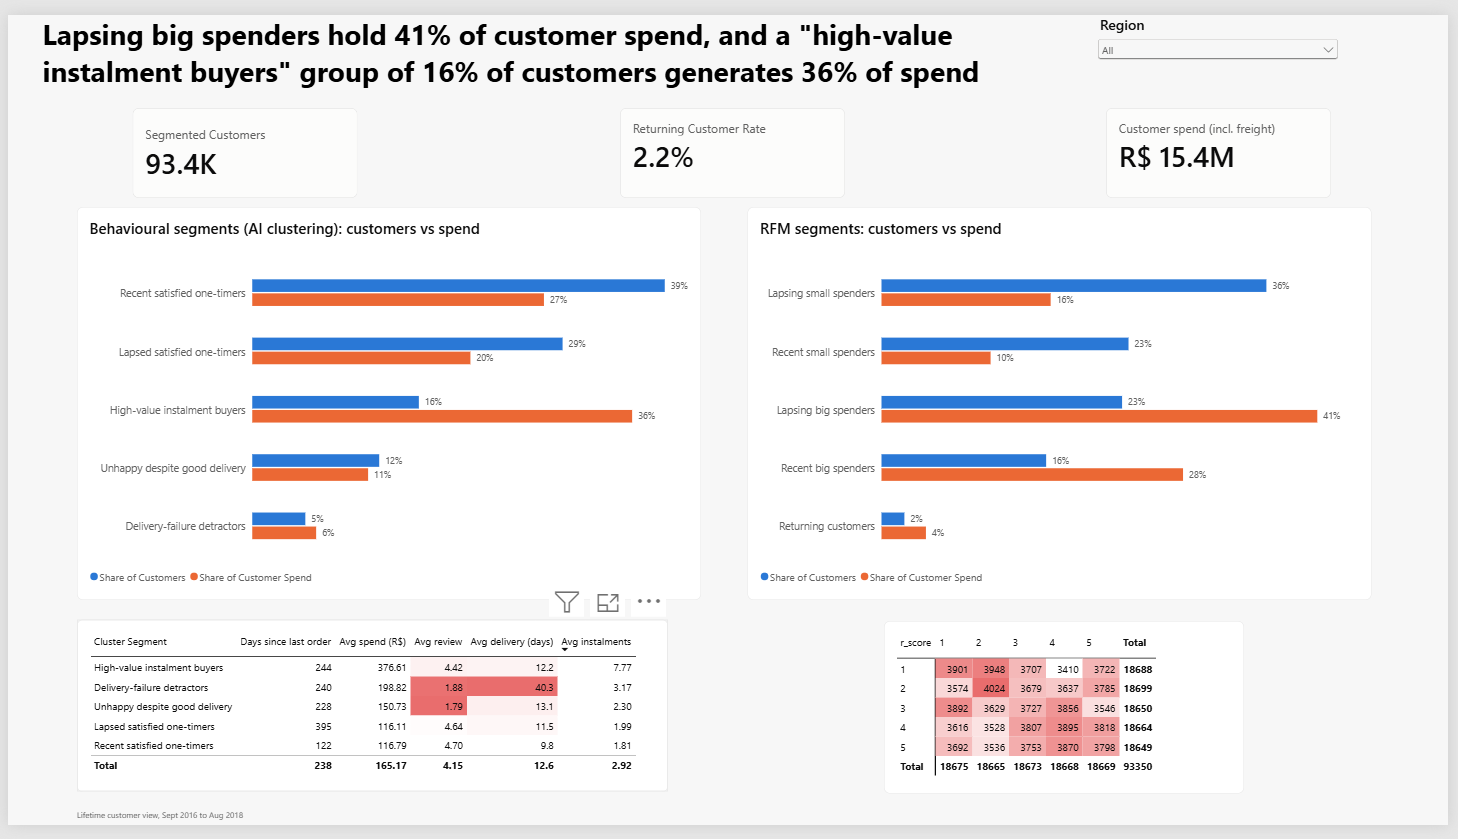 Lapsing big spenders hold 41% of customer spend, and a "high-value
instalment buyers" group of 16% of customers generates 36% of spend
Region
All
Segmented Customers
93.4K
Returning Customer Rate
2.2%
Customer spend (incl. freight)
R$ 15.4M
Behavioural segments (AI clustering): customers vs spend
Recent satisfied one-timers 39%
27%
Lapsed satisfied one-timers 29%
20%
High-value instalment buyers 16%
36%
Unhappy despite good delivery 12%
11%
Delivery-failure detractors 5%
6%
Share of Customers Share of Customer Spend
RFM segments: customers vs spend
Lapsing small spenders 36%
16%
Recent small spenders 23%
10%
Lapsing big spenders 23%
41%
Recent big spenders 16%
28%
Returning customers 2%
4%
Share of Customers Share of Customer Spend
Cluster Segment Days since last order Avg spend (R$) Avg review Avg delivery (days) Avg instalments
High-value instalment buyers 244 376.61 4.42 12.2 7.77
Delivery-failure detractors 240 198.82 1.88 40.3 3.17
Unhappy despite good delivery 228 150.73 1.79 13.1 2.30
Lapsed satisfied one-timers 395 116.11 4.64 11.5 1.99
Recent satisfied one-timers 122 116.79 4.70 9.8 1.81
Total 238 165.17 4.15 12.6 2.92
r_score 1 2 3 4 5 Total
1 3901 3948 3707 3410 3722 18688
2 3574 4024 3679 3637 3785 18699
3 3892 3629 3727 3856 3546 18650
4 3616 3528 3807 3895 3818 18664
5 3692 3536 3753 3870 3798 18649
Total 18675 18665 18673 18668 18669 93350
Lifetime customer view, Sept 2016 to Aug 2018